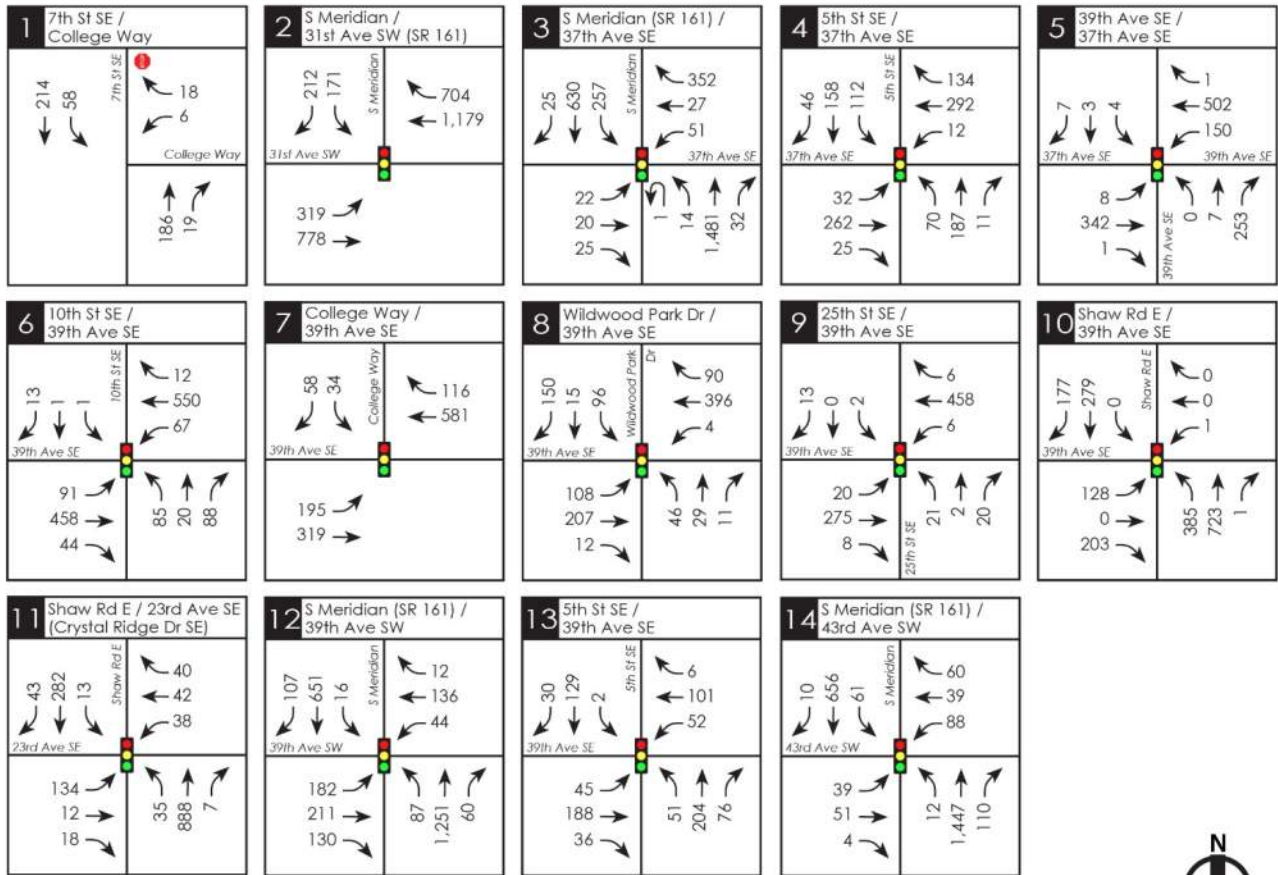 1
7th St SE /
College Way
7th St SE
214
58
18
6
College Way
186
19
2
S Meridian /
31st Ave SW (SR 161)
S Meridian
212
171
704
1,179
31st Ave SW
319
778
3
S Meridian (SR 161) /
37th Ave SE
S Meridian
25
630
257
352
27
51
37th Ave SE
22
20
25
1
14
1,481
32
4
5th St SE /
37th Ave SE
5th St SE
46
158
112
134
292
12
37th Ave SE
32
262
25
70
187
11
5
39th Ave SE /
37th Ave SE
7
3
4
1
502
150
37th Ave SE
39th Ave SE
8
342
1
39th Ave SE
0
7
253
6
10th St SE /
39th Ave SE
10th St SE
13
1
1
12
550
67
39th Ave SE
91
458
44
85
20
88
7
College Way /
39th Ave SE
College Way
58
34
116
581
39th Ave SE
195
319
8
Wildwood Park Dr /
39th Ave SE
Wildwood Park
Dr
150
15
96
90
396
4
39th Ave SE
108
207
12
46
29
11
9
25th St SE /
39th Ave SE
13
0
2
6
458
6
39th Ave SE
20
275
8
25th St SE
21
2
20
10
Shaw Rd E /
39th Ave SE
Shaw Rd E
177
279
0
0
0
1
39th Ave SE
128
0
203
385
723
1
11
Shaw Rd E / 23rd Ave SE
(Crystal Ridge Dr SE)
Shaw Rd E
43
282
13
40
42
38
23rd Ave SE
134
12
18
35
888
7
12
S Meridian (SR 161) /
39th Ave SW
S Meridian
107
651
16
12
136
44
39th Ave SW
182
211
130
87
1,251
60
13
5th St SE /
39th Ave SE
5th St SE
30
129
2
6
101
52
39th Ave SE
45
188
36
51
204
76
14
S Meridian (SR 161) /
43rd Ave SW
S Meridian
10
656
61
60
39
88
43rd Ave SW
39
51
4
12
1,447
110
N